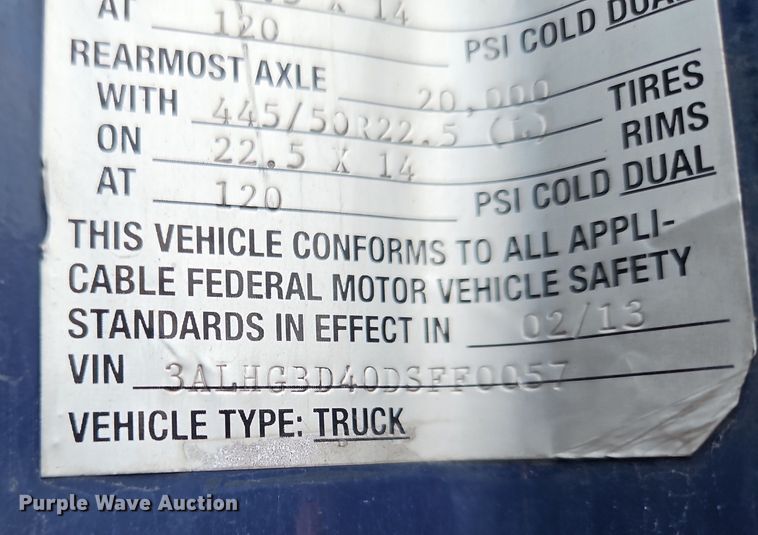 AT 120 PSI COLD DUAL
REARMOST AXLE 20,000
WITH 445/50R22.5 (L) TIRES
ON 22.5 X 14 RIMS
AT 120 PSI COLD DUAL
THIS VEHICLE CONFORMS TO ALL APPLI-
CABLE FEDERAL MOTOR VEHICLE SAFETY
STANDARDS IN EFFECT IN 02/13
VIN 3ALHG3D40DSFF0057
VEHICLE TYPE: TRUCK
Purple Wave Auction